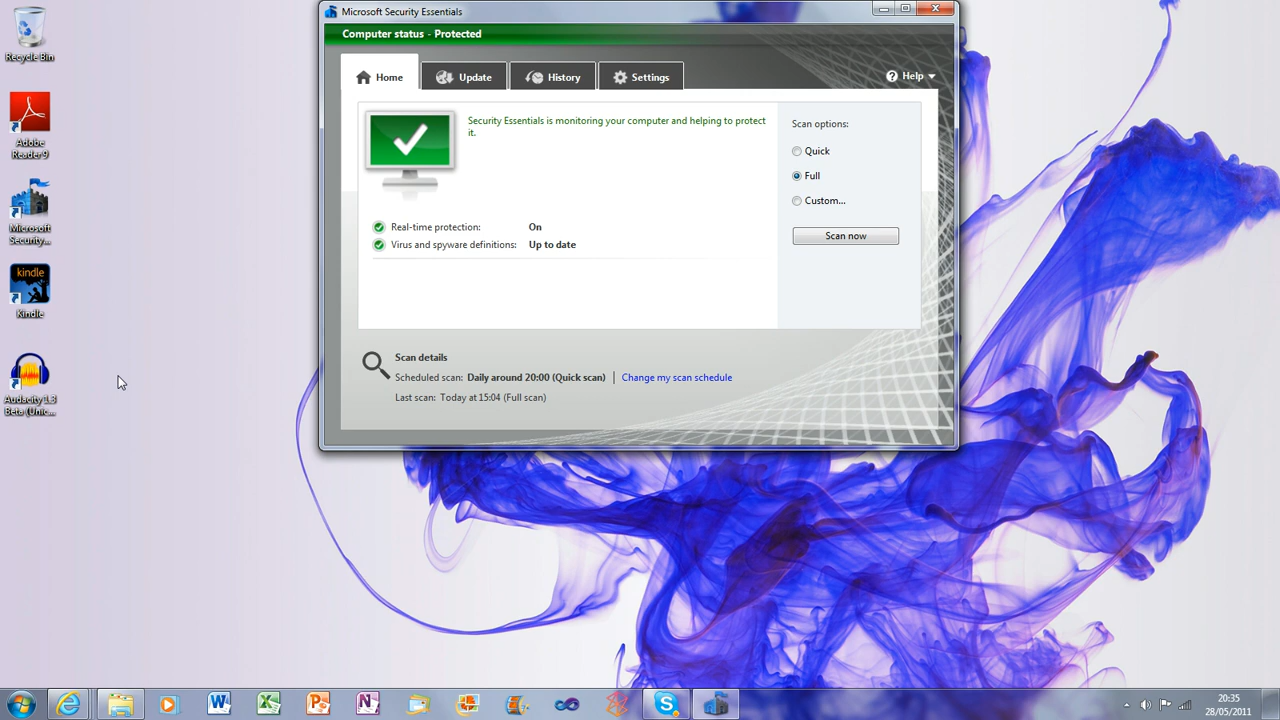 Recycle Bin
Adobe
Reader 9
Microsoft
Security...
kindle
Kindle
Audacity 1.3
Beta (Unic...
Microsoft Security Essentials
Computer status - Protected
Home
Update
History
Settings
Help
Security Essentials is monitoring your computer and helping to protect
it.
Real-time protection:
On
Virus and spyware definitions:
Up to date
Scan options:
Quick
Full
Custom...
Scan now
Scan details
Scheduled scan: Daily around 20:00 (Quick scan) | Change my scan schedule
Last scan: Today at 15:04 (Full scan)
20:35
28/05/2011